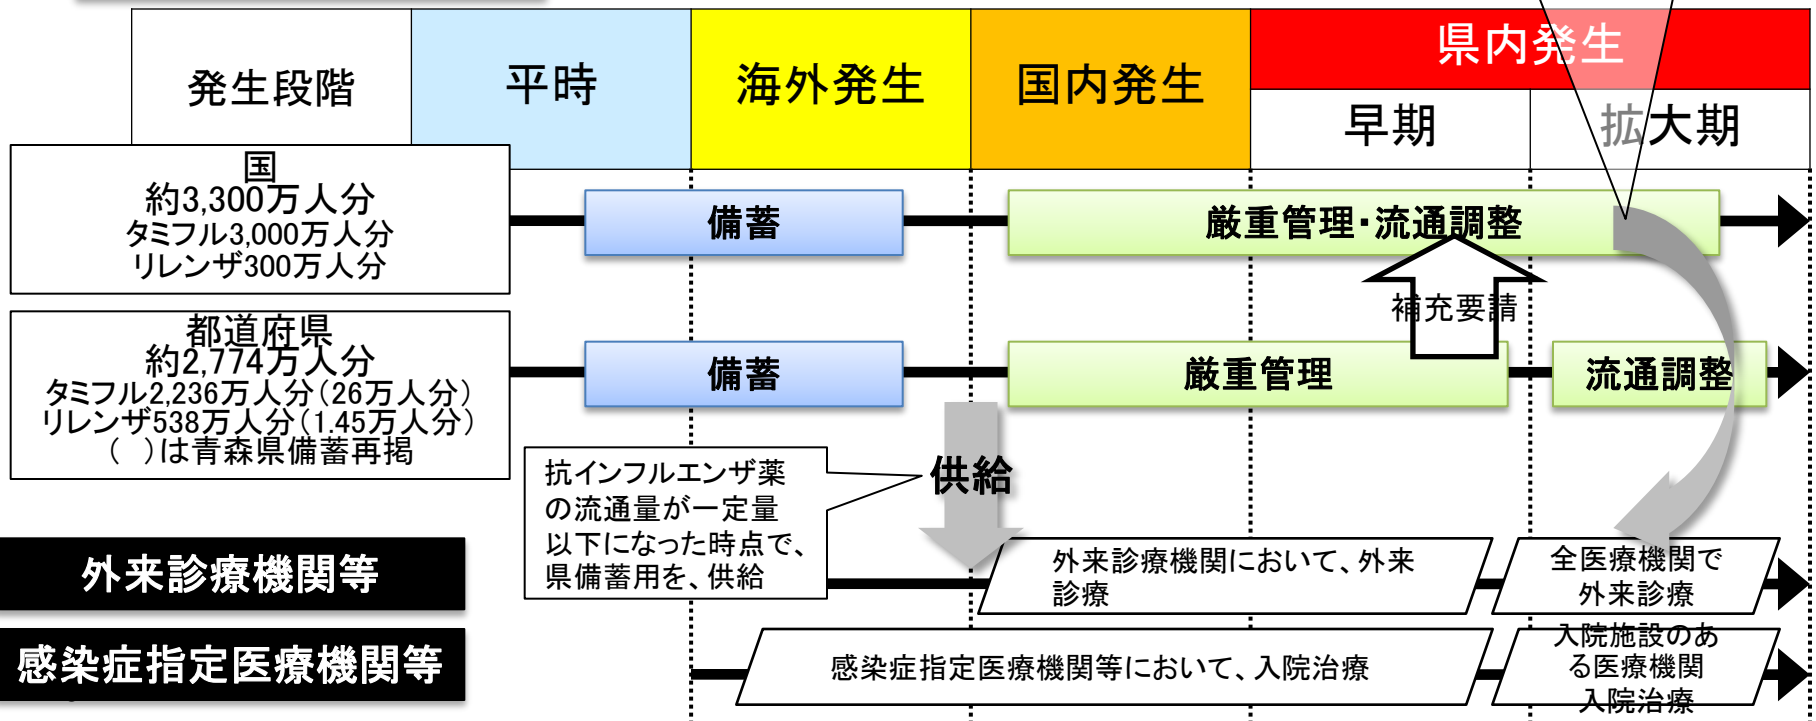 発生段階
平時
海外発生
国内発生
県内発生
早期
拡大期
国
約3,300万人分
タミフル3,000万人分
リレンザ300万人分
備蓄
厳重管理・流通調整
補充要請
都道府県
約2,774万人分
タミフル2,236万人分(26万人分)
リレンザ538万人分(1.45万人分)
( )は青森県備蓄再掲
備蓄
厳重管理
流通調整
抗インフルエンザ薬
の流通量が一定量
以下になった時点で、
県備蓄用を、供給
供給
外来診療機関等
外来診療機関において、外来
診療
全医療機関で
外来診療
感染症指定医療機関等
感染症指定医療機関等において、入院治療
入院施設のあ
る医療機関
入院治療